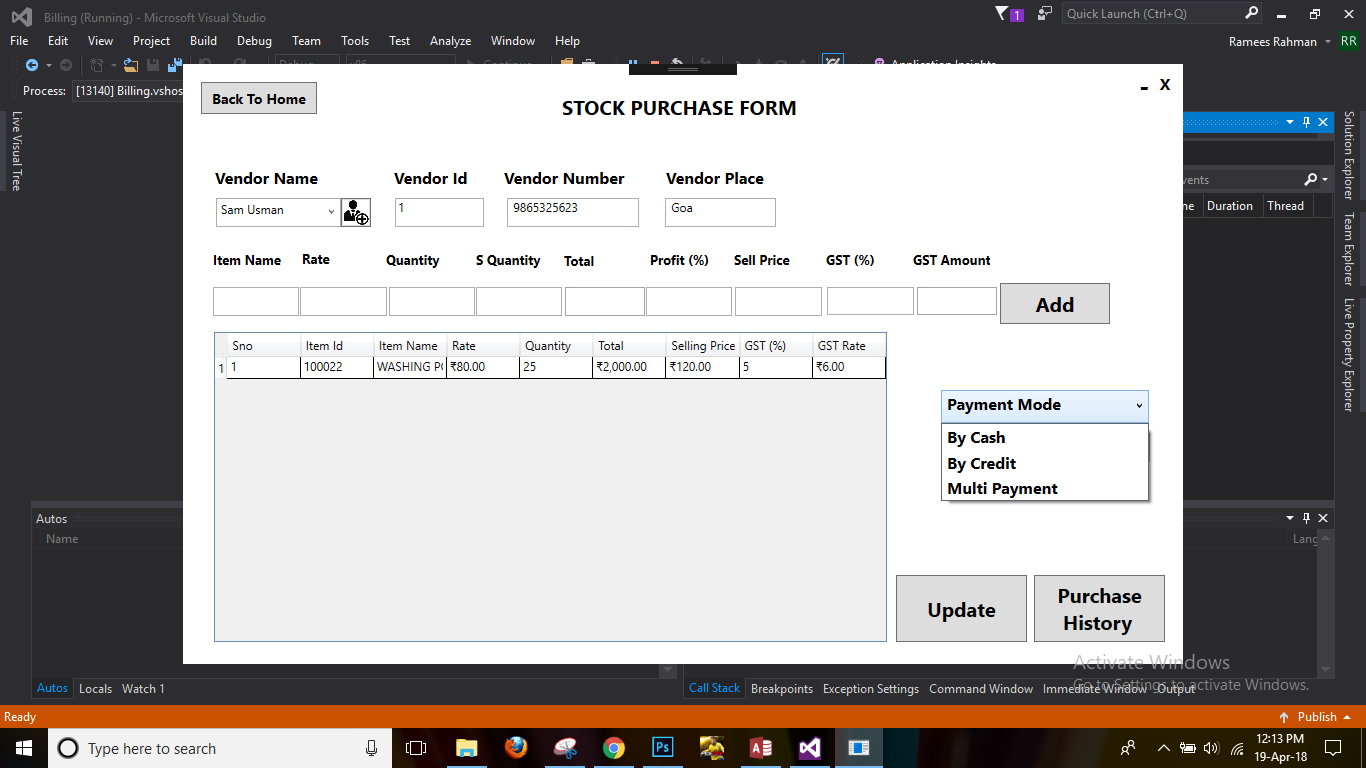 Billing (Running) - Microsoft Visual Studio
1
Quick Launch (Ctrl+Q)
File Edit View Project Build Debug Team Tools Test Analyze Window Help
Ramees Rahman RR
Process: [13140] Billing.vshos
Live Visual Tree
Back To Home
STOCK PURCHASE FORM
X
Vendor Name Vendor Id Vendor Number Vendor Place
Sam Usman 1 9865325623 Goa
Item Name Rate Quantity S Quantity Total Profit (%) Sell Price GST (%) GST Amount
Add
Sno Item Id Item Name Rate Quantity Total Selling Price GST (%) GST Rate
1 1 100022 WASHING ₹80.00 25 ₹2,000.00 ₹120.00 5 ₹6.00
Payment Mode
By Cash
By Credit
Multi Payment
Update
Purchase History
Duration Thread
Solution Explorer
Team Explorer
Live Property Explorer
Autos
Name
Lang
Autos Locals Watch 1
Call Stack Breakpoints Exception Settings Command Window Immediate Window Output
Activate Windows
Go to Settings to activate Windows.
Ready
Publish
Type here to search
Ps
12:13 PM
19-Apr-18